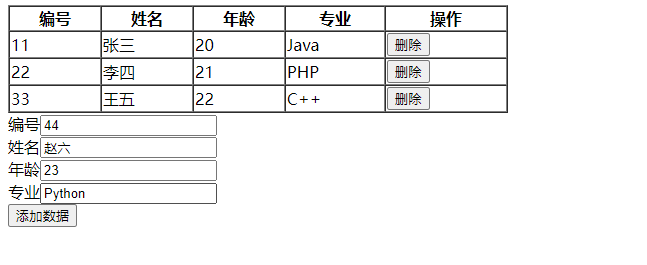 编号 姓名 年龄 专业 操作
11 张三 20 Java 删除
22 李四 21 PHP 删除
33 王五 22 C++ 删除
编号 44
姓名 赵六
年龄 23
专业 Python
添加数据